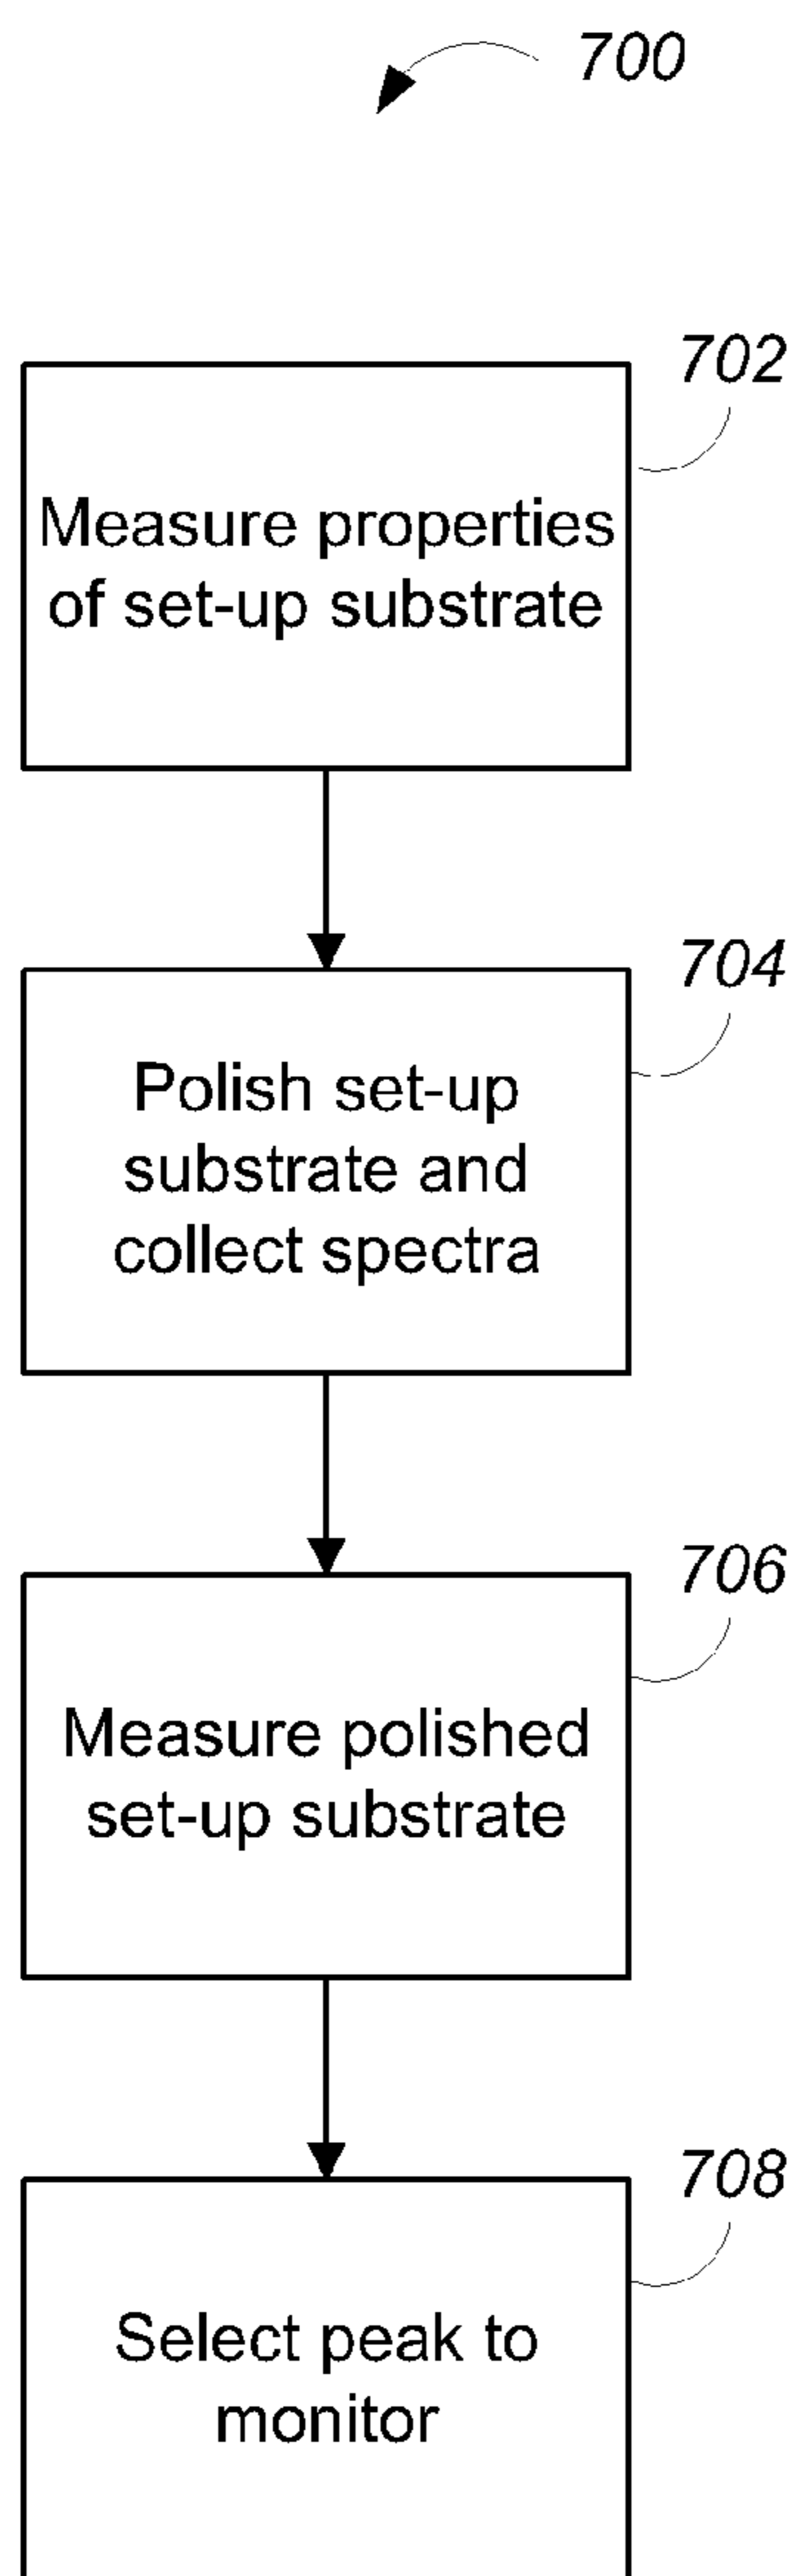 700
702
Measure properties
of set-up substrate
704
Polish set-up
substrate and
collect spectra
706
Measure polished
set-up substrate
708
Select peak to
monitor